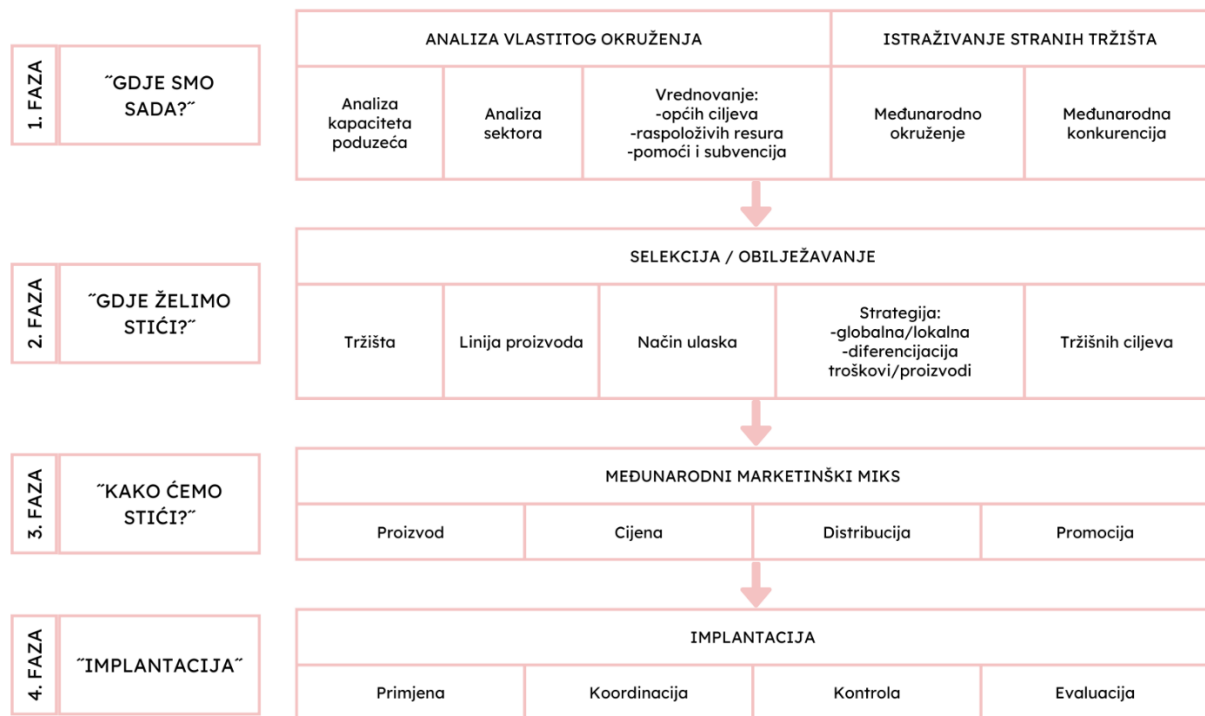 1. FAZA
˝GDJE SMO
SADA?˝
ANALIZA VLASTITOG OKRUŽENJA
ISTRAŽIVANJE STRANIH TRŽIŠTA
Analiza
kapaciteta
poduzeća
Analiza
sektora
Vrednovanje:
-općih ciljeva
-raspoloživih resura
-pomoći i subvencija
Međunarodno
okruženje
Međunarodna
konkurencija
2. FAZA
˝GDJE ŽELIMO
STIĆI?˝
SELEKCIJA / OBILJEŽAVANJE
Tržišta
Linija proizvoda
Način ulaska
Strategija:
-globalna/lokalna
-diferencijacija
troškovi/proizvodi
Tržišnih ciljeva
3. FAZA
˝KAKO ĆEMO
STIĆI?˝
MEĐUNARODNI MARKETINŠKI MIKS
Proizvod
Cijena
Distribucija
Promocija
4. FAZA
˝IMPLANTACIJA˝
IMPLANTACIJA
Primjena
Koordinacija
Kontrola
Evaluacija